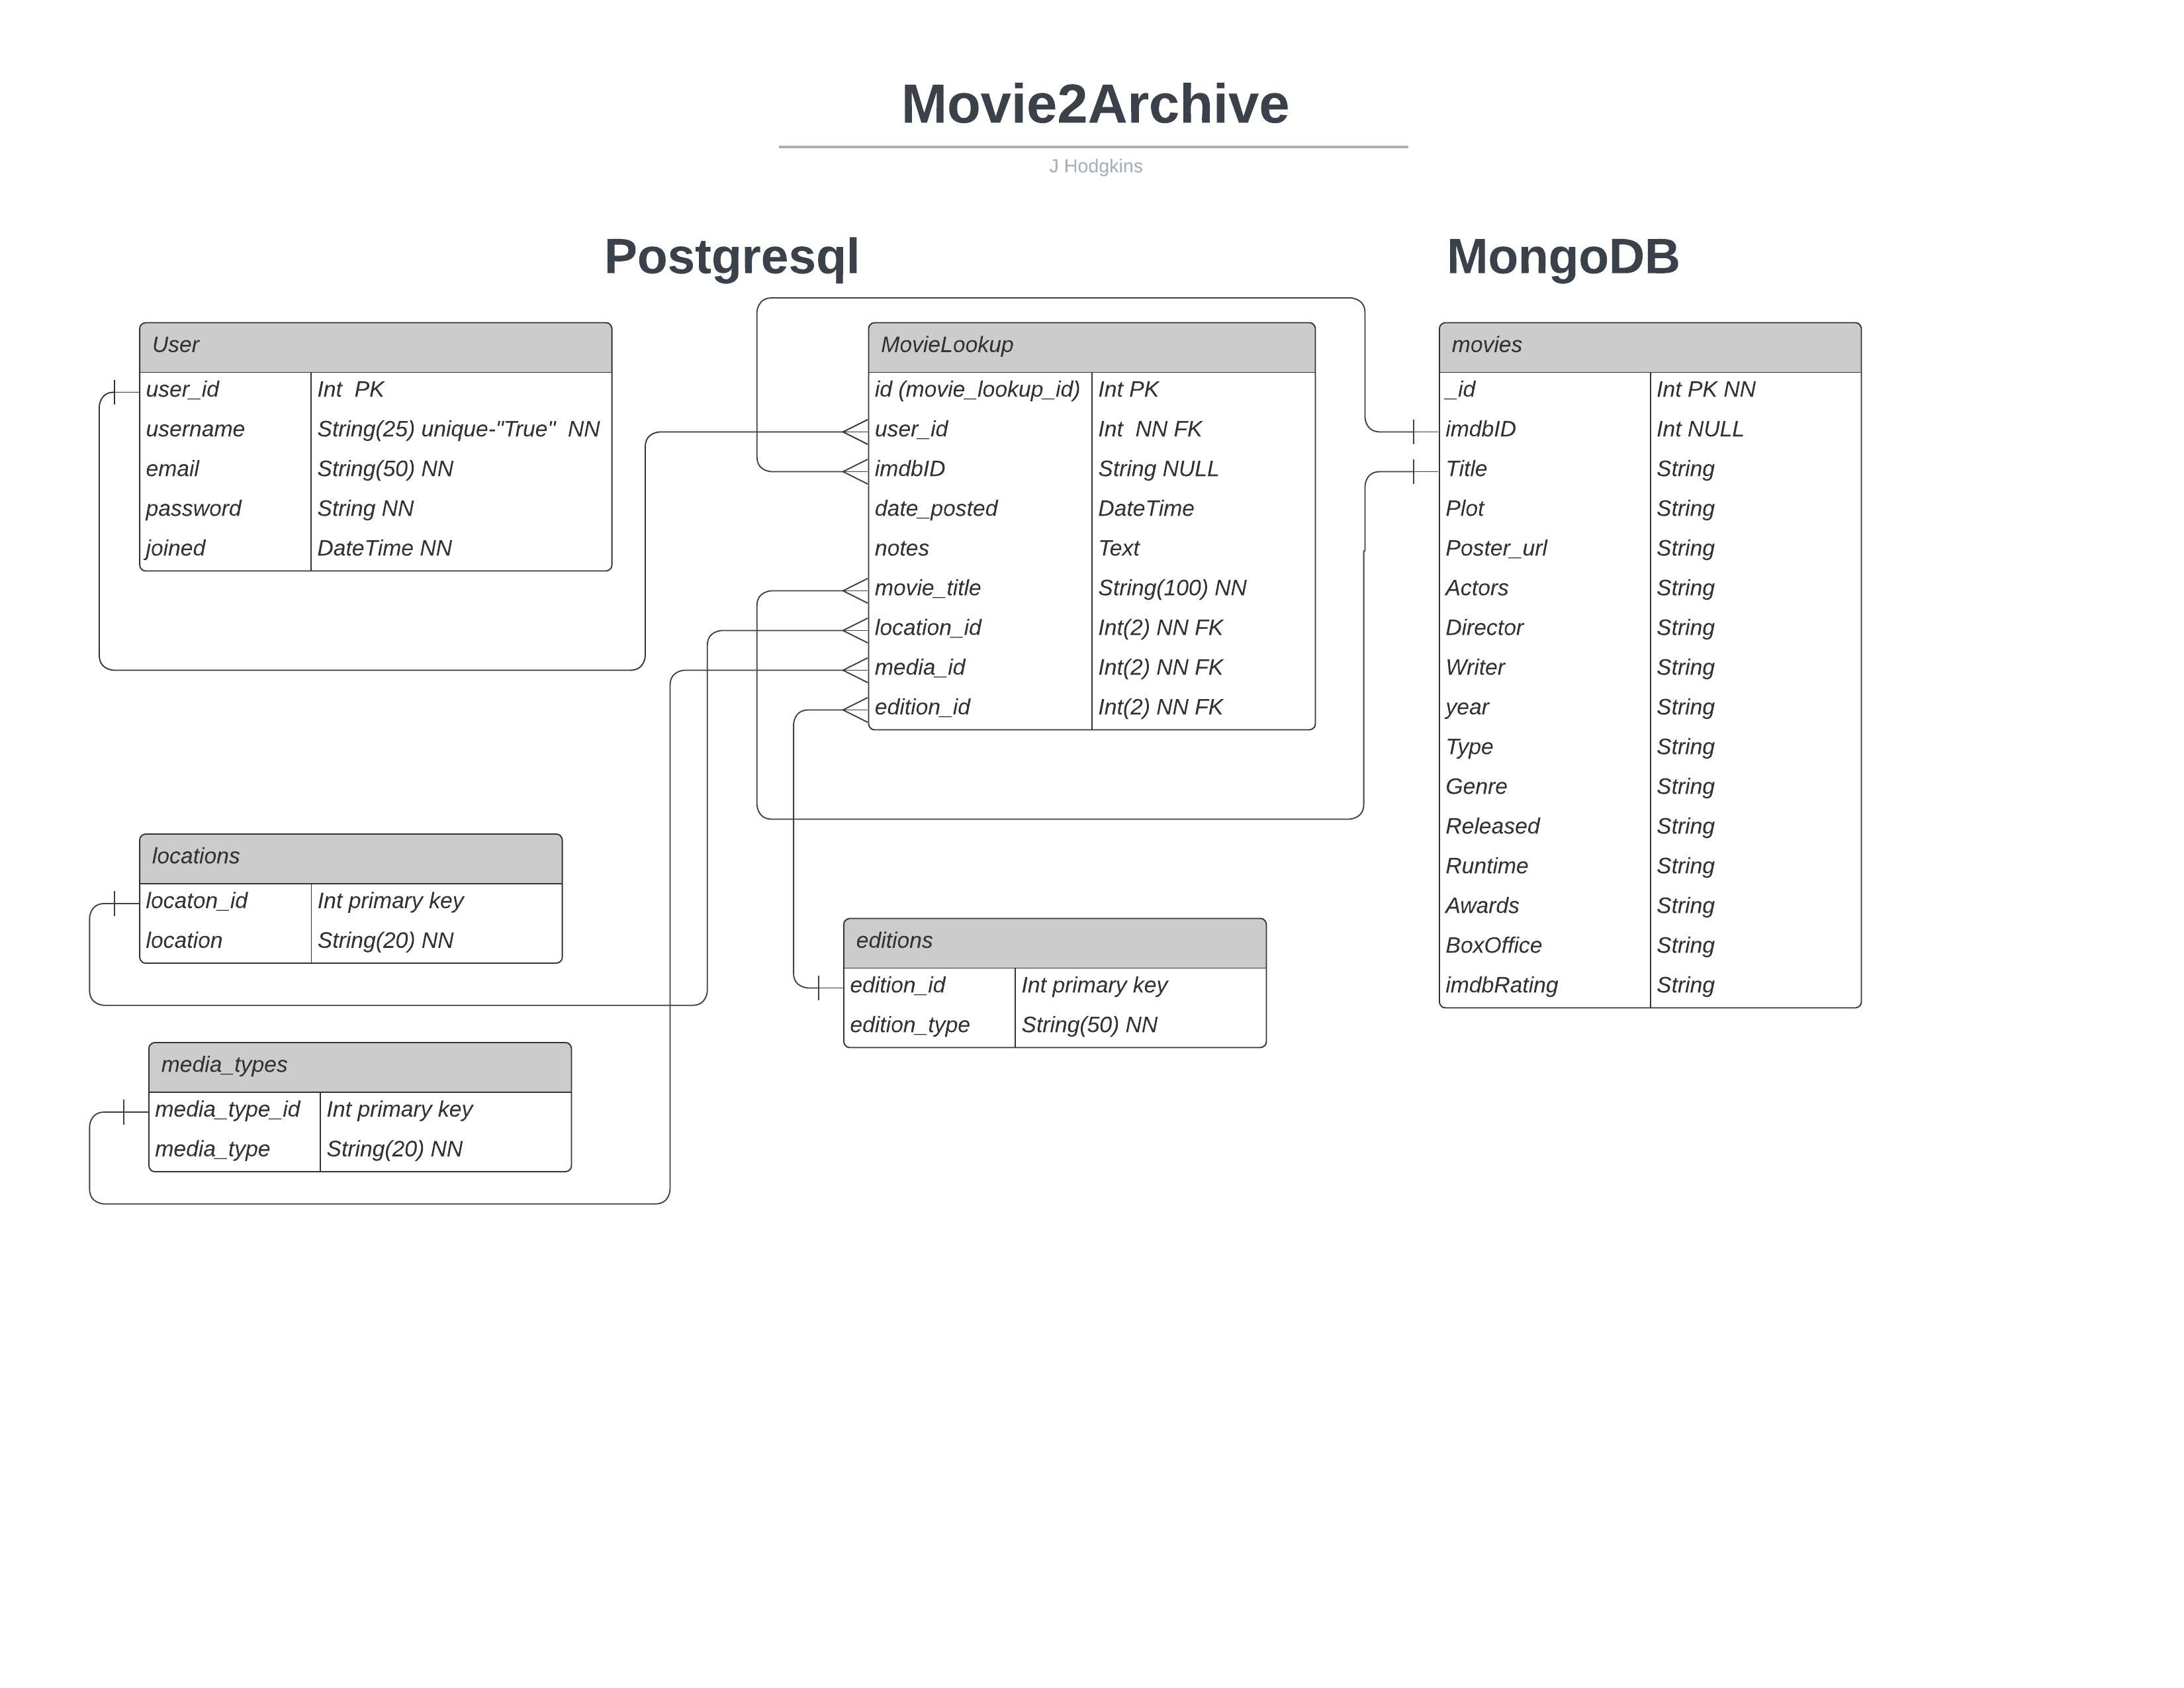 Movie2Archive
J Hodgkins
Postgresql
MongoDB
User
user_id Int  PK
username String(25) unique-"True"  NN
email String(50) NN
password String NN
joined DateTime NN
MovieLookup
id (movie_lookup_id) Int PK
user_id Int  NN FK
imdbID String NULL
date_posted DateTime
notes Text
movie_title String(100) NN
location_id Int(2) NN FK
media_id Int(2) NN FK
edition_id Int(2) NN FK
movies
_id Int PK NN
imdbID Int NULL
Title String
Plot String
Poster_url String
Actors String
Director String
Writer String
year String
Type String
Genre String
Released String
Runtime String
Awards String
BoxOffice String
imdbRating String
locations
locaton_id Int primary key
location String(20) NN
editions
edition_id Int primary key
edition_type String(50) NN
media_types
media_type_id Int primary key
media_type String(20) NN